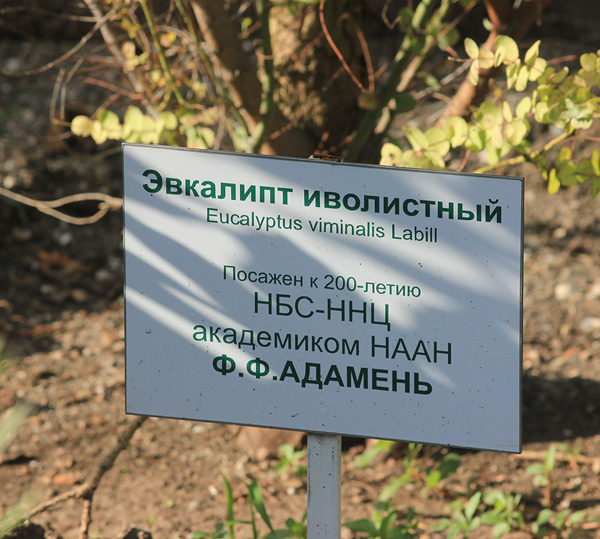 Эвкалипт иволистный
Eucalyptus viminalis Labill
Посажен к 200-летию
НБС-ННЦ
академиком НААН
Ф.Ф.АДАМЕНЬ